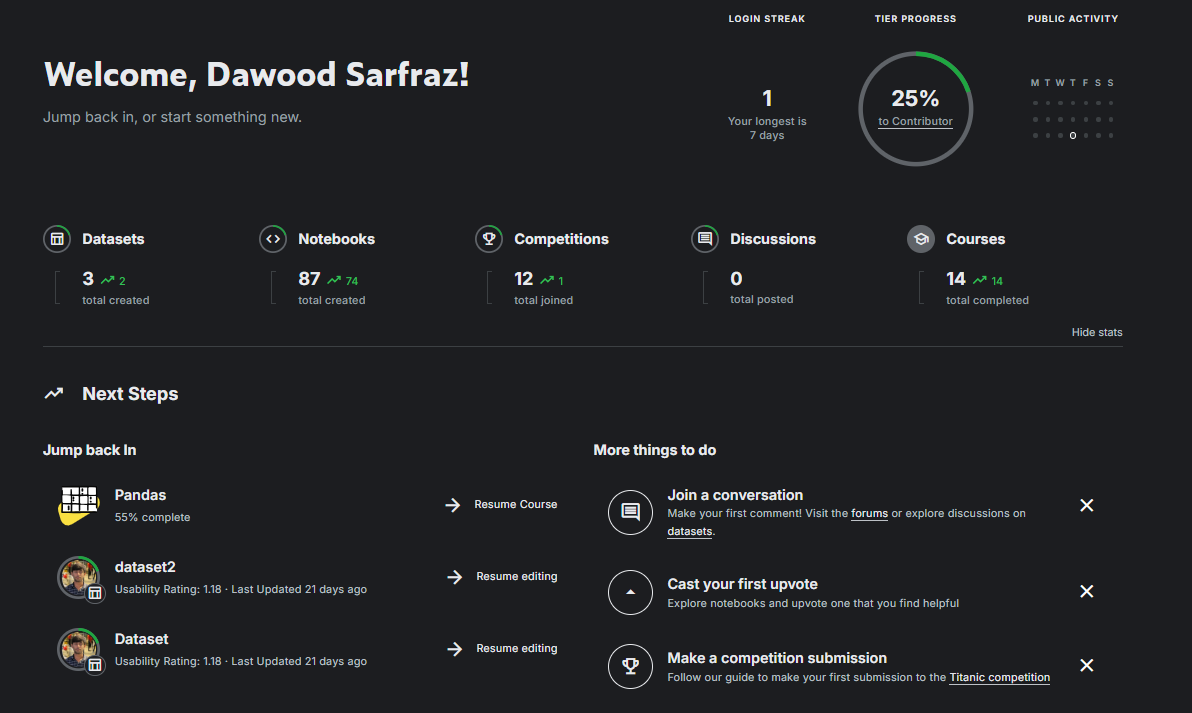 LOGIN STREAK
TIER PROGRESS
PUBLIC ACTIVITY
Welcome, Dawood Sarfraz!
Jump back in, or start something new.
1
Your longest is
7 days
25%
to Contributor
M T W T F S S
Datasets
3 2
total created
Notebooks
87 74
total created
Competitions
12 1
total joined
Discussions
0
total posted
Courses
14 14
total completed
Hide stats
Next Steps
Jump back In
Pandas
55% complete
Resume Course
dataset2
Usability Rating: 1.18 · Last Updated 21 days ago
Resume editing
Dataset
Usability Rating: 1.18 · Last Updated 21 days ago
Resume editing
More things to do
Join a conversation
Make your first comment! Visit the forums or explore discussions on
datasets.
Cast your first upvote
Explore notebooks and upvote one that you find helpful
Make a competition submission
Follow our guide to make your first submission to the Titanic competition